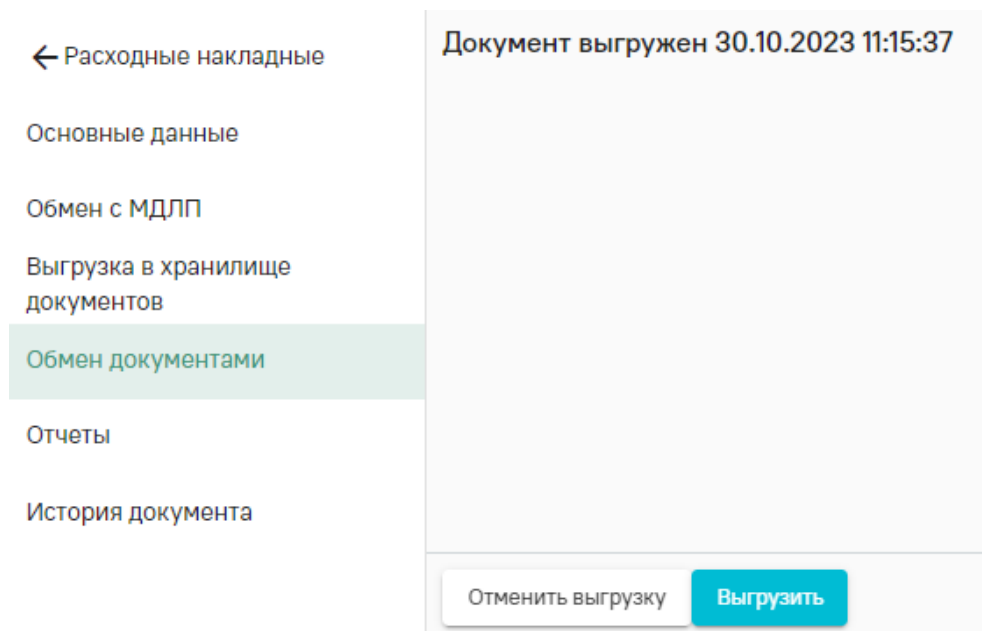 Расходные накладные
Основные данные
Обмен с МДЛП
Выгрузка в хранилище
документов
Обмен документами
Отчеты
История документа
Документ выгружен 30.10.2023 11:15:37
Отменить выгрузку
Выгрузить